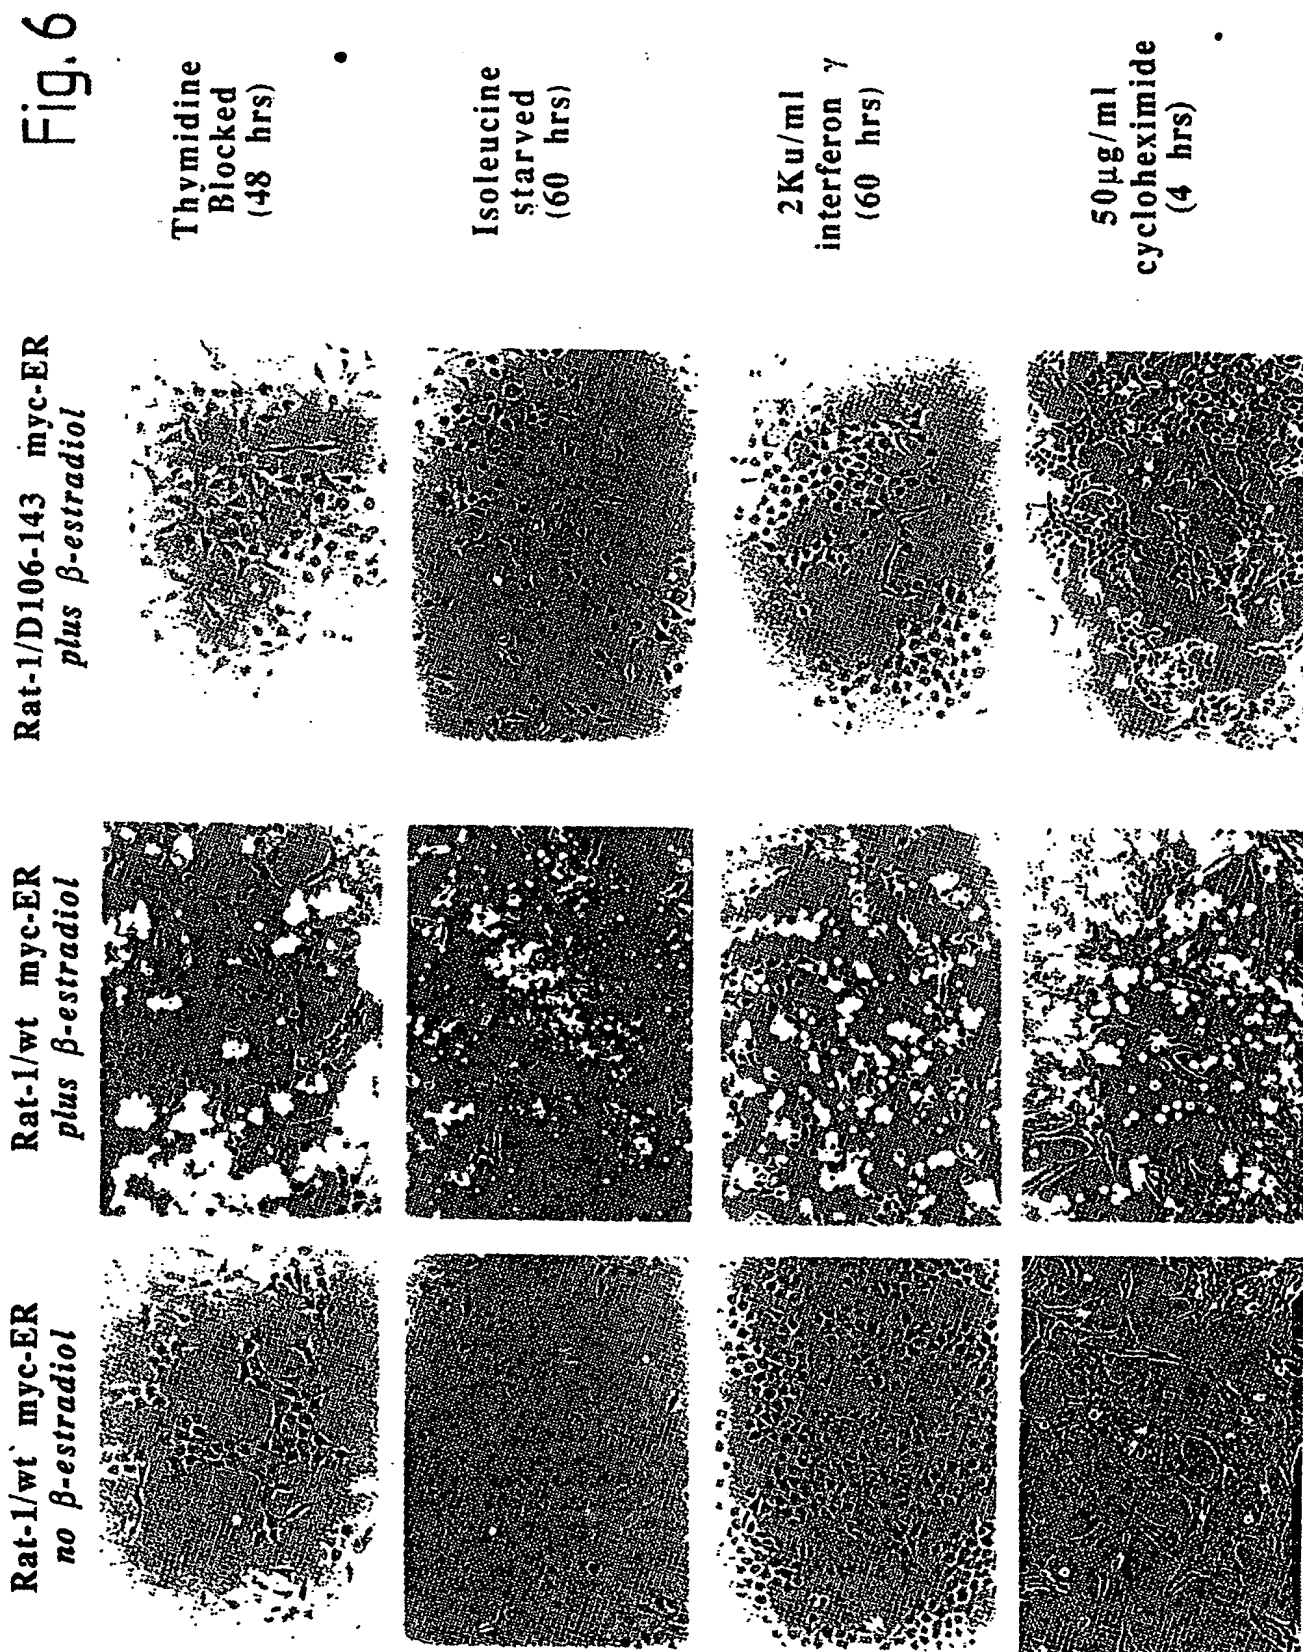 Fig. 6
Rat-1/wt myc-ER
no β-estradiol
Rat-1/wt myc-ER
plus β-estradiol
Rat-1/D106-143 myc-ER
plus β-estradiol
Thymidine
Blocked
(48 hrs)
Isoleucine
starved
(60 hrs)
2Ku/ml
interferon γ
(60 hrs)
50µg/ml
cycloheximide
(4 hrs)